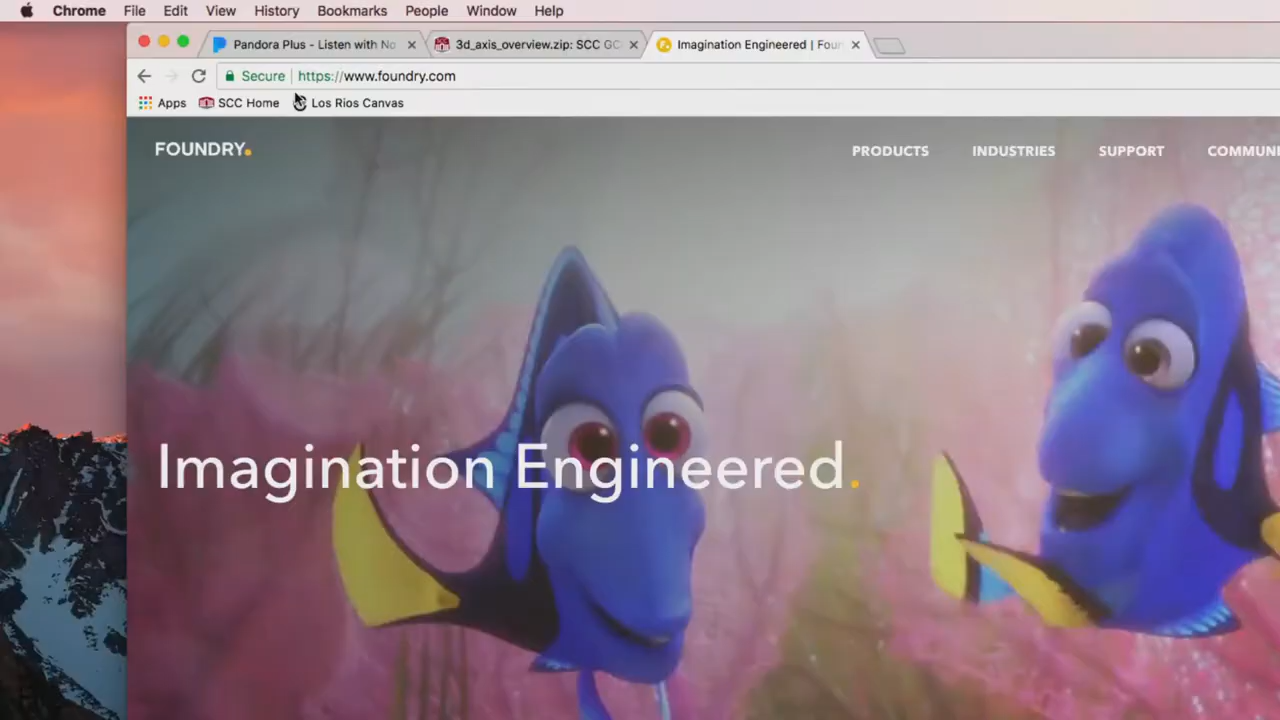 Chrome File Edit View History Bookmarks People Window Help
Pandora Plus - Listen with No 3d_axis_overview.zip: SCC GC Imagination Engineered | Foun
Secure https://www.foundry.com
Apps SCC Home Los Rios Canvas
FOUNDRY. PRODUCTS INDUSTRIES SUPPORT COMMUNI
Imagination Engineered.